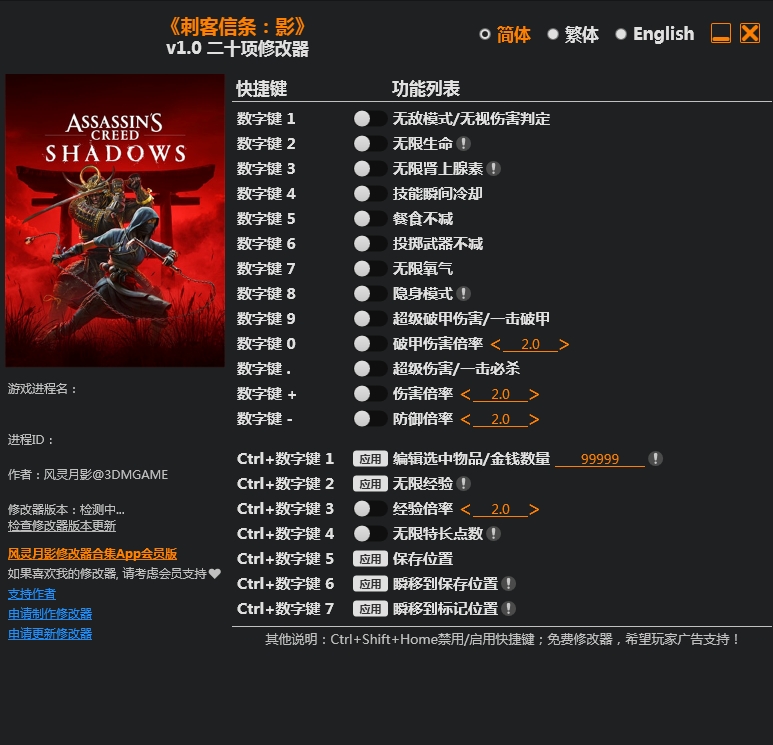 《刺客信条：影》
v1.0 二十项修改器
简体 繁体 English
ASSASSIN'S
CREED
SHADOWS
游戏进程名：
进程ID：
作者：风灵月影@3DMGAME
修改器版本：检测中...
检查修改器版本更新
风灵月影修改器合集App会员版
如果喜欢我的修改器, 请考虑会员支持♥
支持作者
申请制作修改器
申请更新修改器
快捷键 功能列表
数字键 1 无敌模式/无视伤害判定
数字键 2 无限生命 !
数字键 3 无限肾上腺素 !
数字键 4 技能瞬间冷却
数字键 5 餐食不减
数字键 6 投掷武器不减
数字键 7 无限氧气
数字键 8 隐身模式 !
数字键 9 超级破甲伤害/一击破甲
数字键 0 破甲伤害倍率 < 2.0 >
数字键 . 超级伤害/一击必杀
数字键 + 伤害倍率 < 2.0 >
数字键 - 防御倍率 < 2.0 >
Ctrl+数字键 1 应用 编辑选中物品/金钱数量 99999 !
Ctrl+数字键 2 应用 无限经验 !
Ctrl+数字键 3 经验倍率 < 2.0 >
Ctrl+数字键 4 无限特长点数 !
Ctrl+数字键 5 应用 保存位置
Ctrl+数字键 6 应用 瞬移到保存位置 !
Ctrl+数字键 7 应用 瞬移到标记位置 !
其他说明：Ctrl+Shift+Home禁用/启用快捷键；免费修改器，希望玩家广告支持！